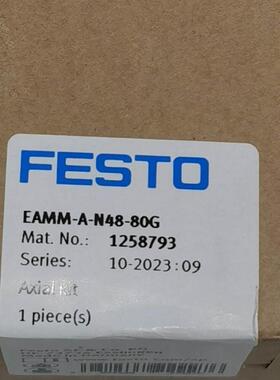 FESTO
EAMM-A-N48-80G
Mat. No.: 1258793
Series: 10-2023:09
Axial kit
1 piece(s)